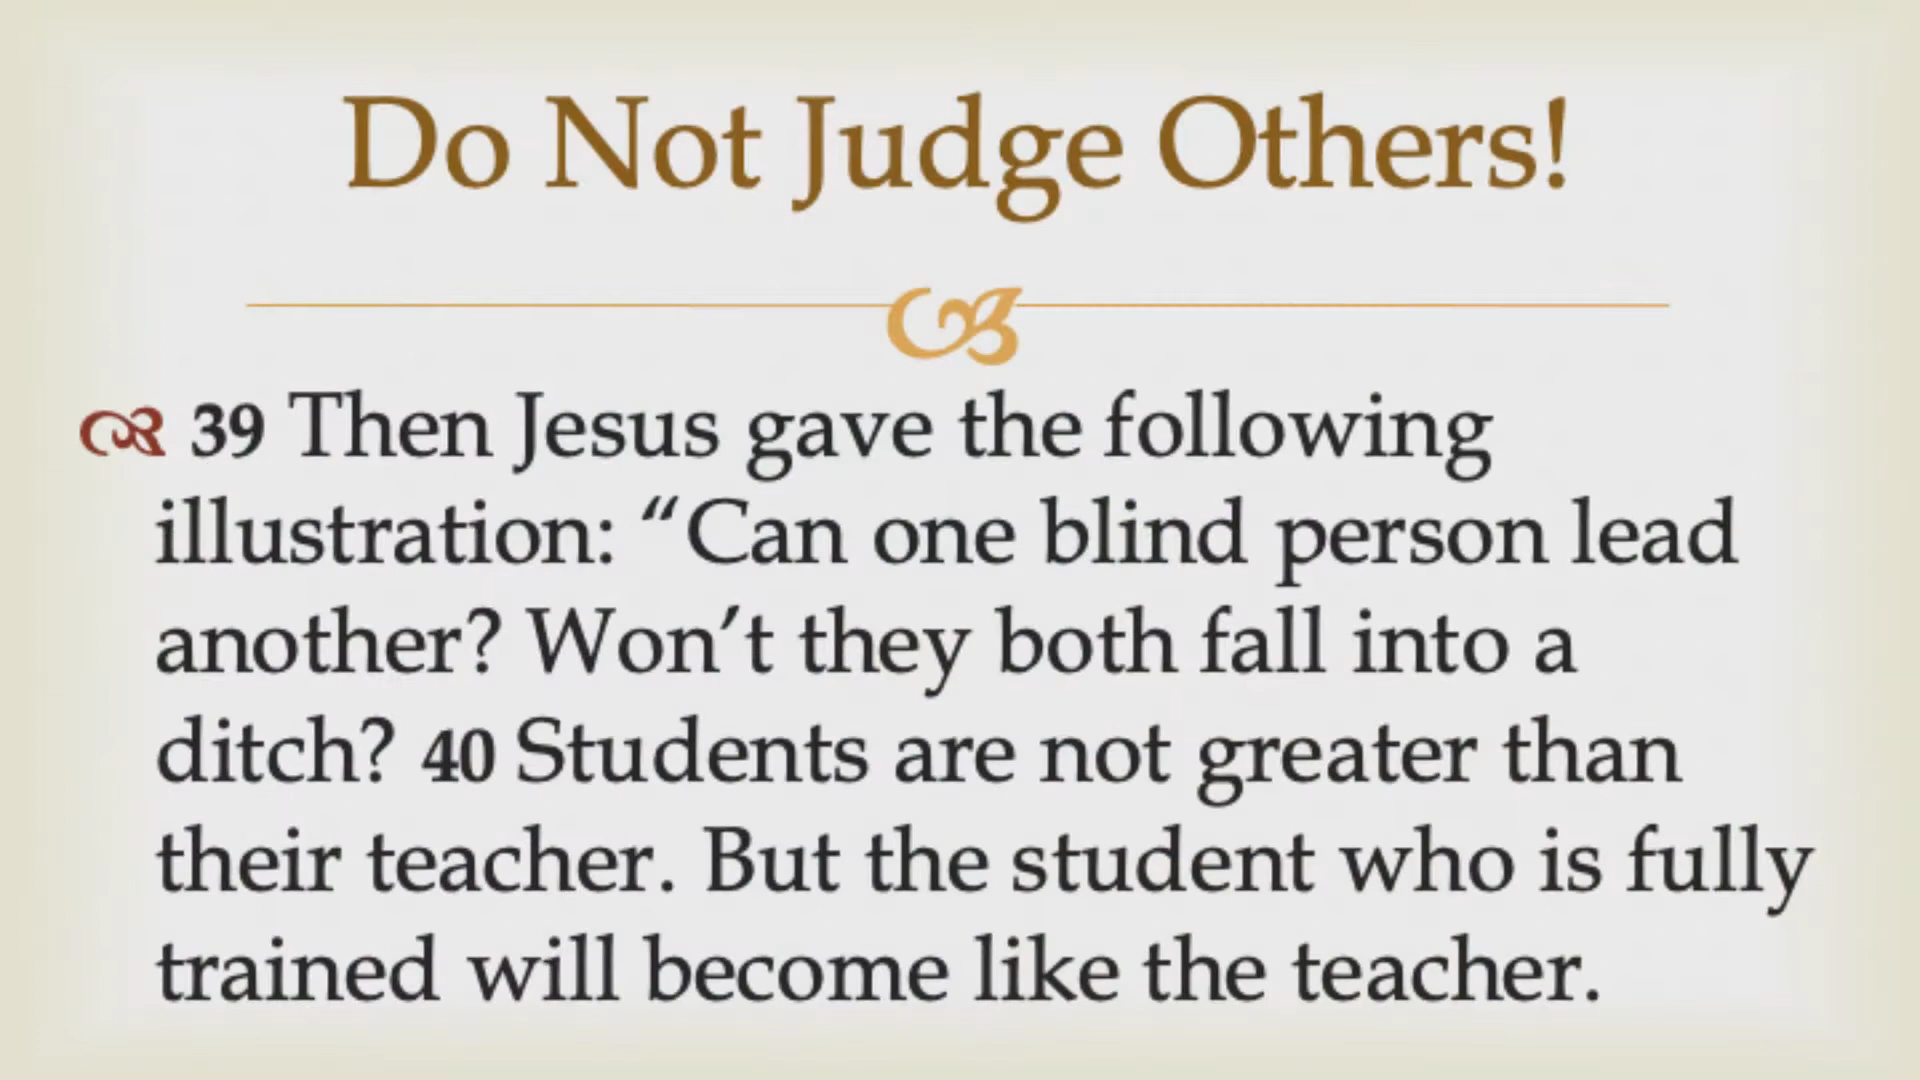 Do Not Judge Others!
39 Then Jesus gave the following
illustration: “Can one blind person lead
another? Won’t they both fall into a
ditch? 40 Students are not greater than
their teacher. But the student who is fully
trained will become like the teacher.